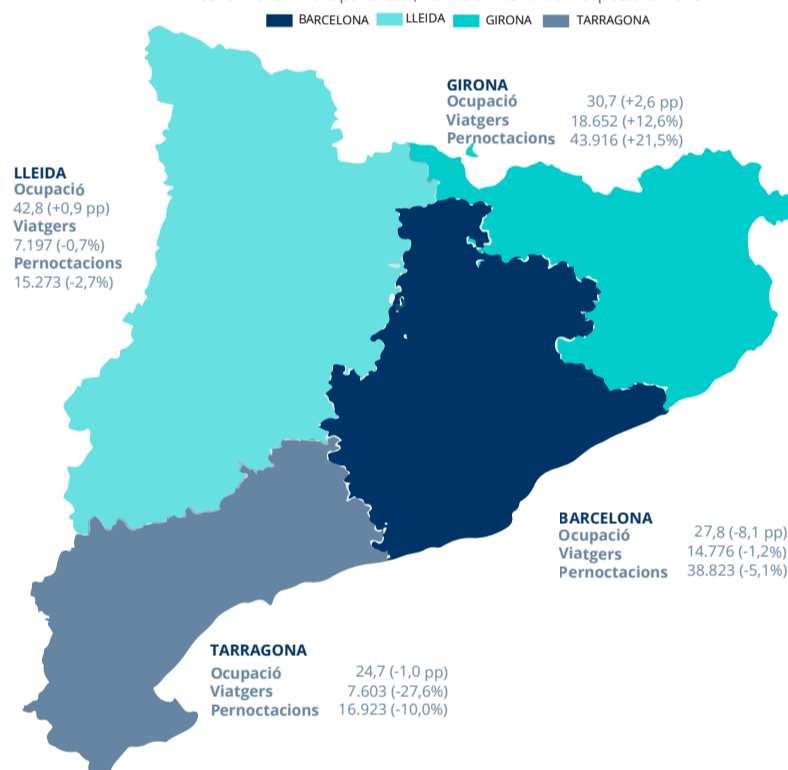 BARCELONA LLEIDA GIRONA TARRAGONA
GIRONA
Ocupació 30,7 (+2,6 pp)
Viatgers 18.652 (+12,6%)
Pernoctacions 43.916 (+21,5%)
LLEIDA
Ocupació
42,8 (+0,9 pp)
Viatgers
7.197 (-0,7%)
Pernoctacions
15.273 (-2,7%)
BARCELONA
Ocupació 27,8 (-8,1 pp)
Viatgers 14.776 (-1,2%)
Pernoctacions 38.823 (-5,1%)
TARRAGONA
Ocupació 24,7 (-1,0 pp)
Viatgers 7.603 (-27,6%)
Pernoctacions 16.923 (-10,0%)